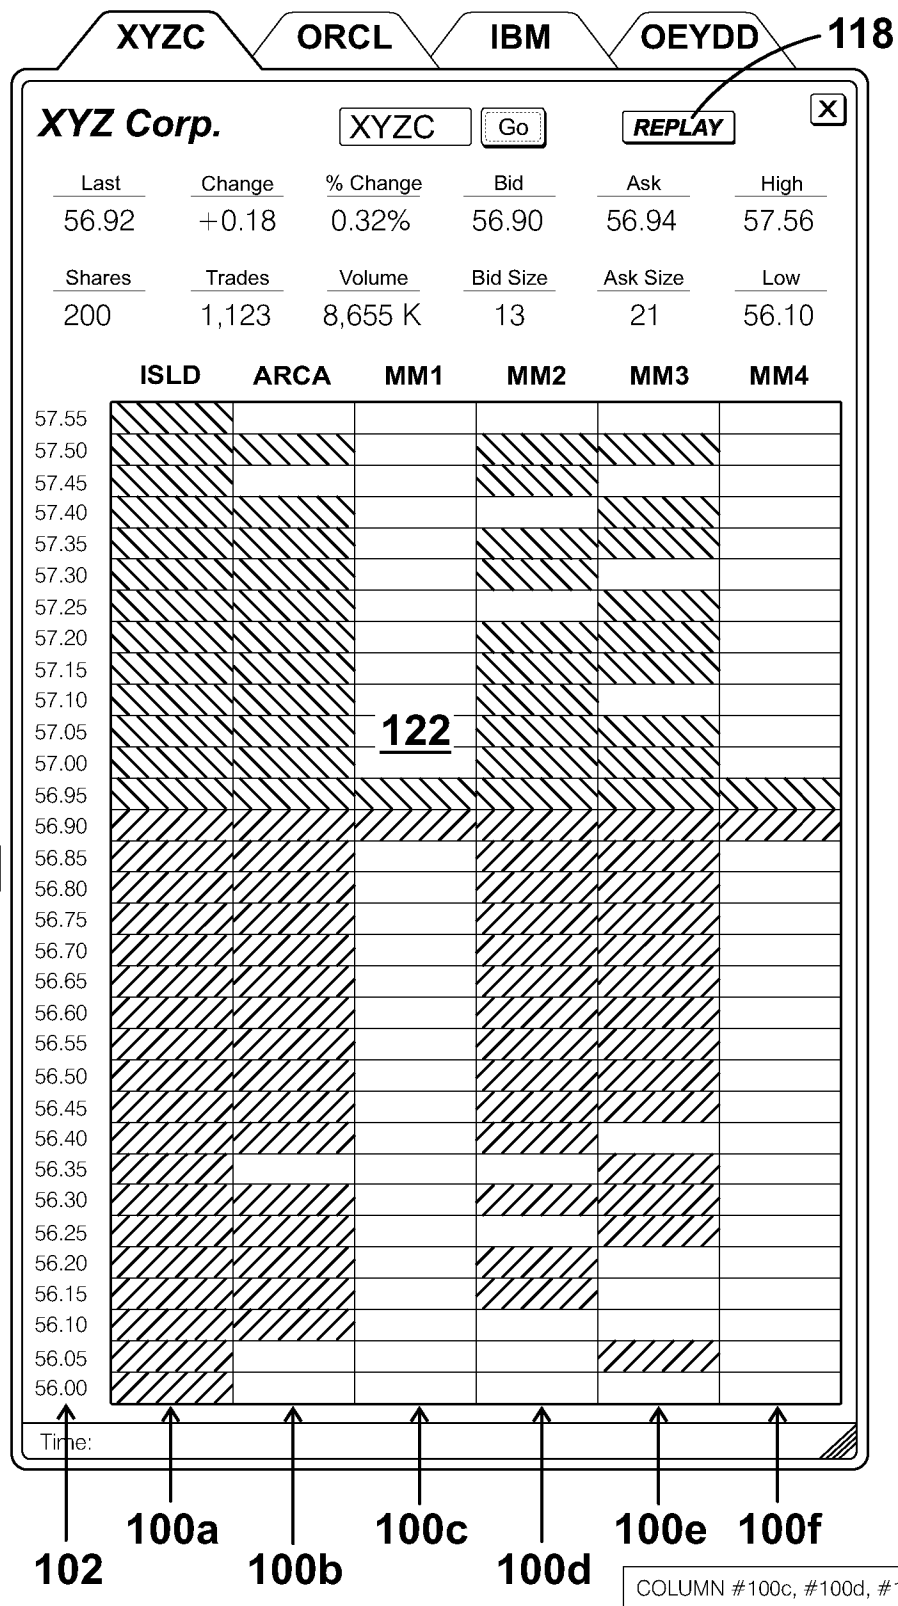 XYZC ORCL IBM OEYDD 118
XYZ Corp. XYZC Go REPLAY X
Last Change % Change Bid Ask High
56.92 +0.18 0.32% 56.90 56.94 57.56
Shares Trades Volume Bid Size Ask Size Low
200 1,123 8,655 K 13 21 56.10
ISLD ARCA MM1 MM2 MM3 MM4
57.55
57.50
57.45
57.40
57.35
57.30
57.25
57.20
57.15
57.10
57.05 122
57.00
56.95
56.90
56.85
56.80
56.75
56.70
56.65
56.60
56.55
56.50
56.45
56.40
56.35
56.30
56.25
56.20
56.15
56.10
56.05
56.00
Time:
100a 100c 100e 100f
102 100b 100d
COLUMN #100c, #100d, #